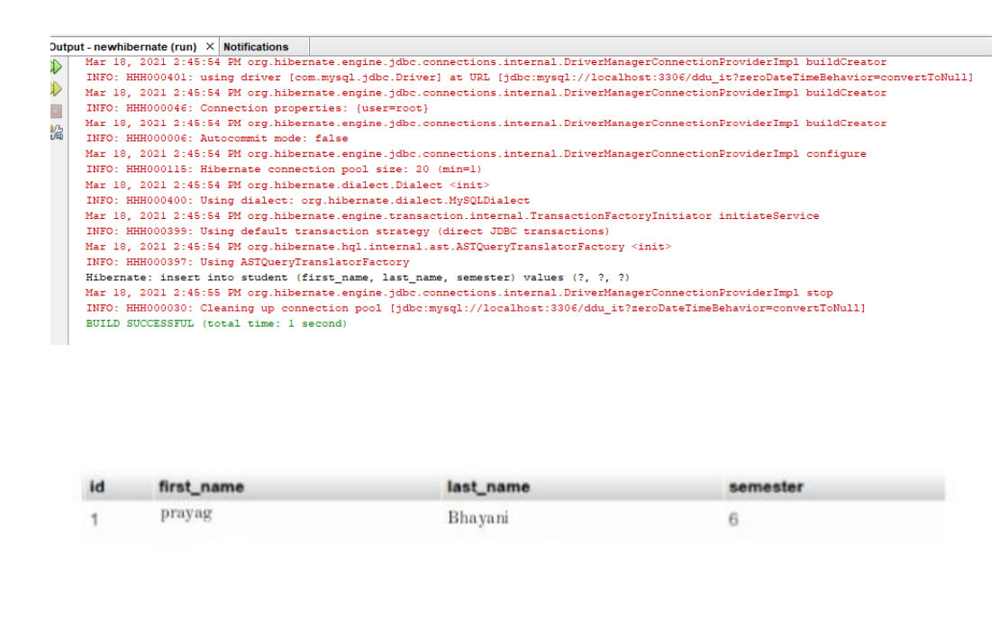 Output - newhibernate (run) × Notifications
Mar 18, 2021 2:45:54 PM org.hibernate.engine.jdbc.connections.internal.DriverManagerConnectionProviderImpl buildCreator
INFO: HHH000401: using driver [com.mysql.jdbc.Driver] at URL [jdbc:mysql://localhost:3306/ddu_it?zeroDateTimeBehavior=convertToNull]
Mar 18, 2021 2:45:54 PM org.hibernate.engine.jdbc.connections.internal.DriverManagerConnectionProviderImpl buildCreator
INFO: HHH000046: Connection properties: {user=root}
Mar 18, 2021 2:45:54 PM org.hibernate.engine.jdbc.connections.internal.DriverManagerConnectionProviderImpl buildCreator
INFO: HHH000006: Autocommit mode: false
Mar 18, 2021 2:45:54 PM org.hibernate.engine.jdbc.connections.internal.DriverManagerConnectionProviderImpl configure
INFO: HHH000115: Hibernate connection pool size: 20 (min=1)
Mar 18, 2021 2:45:54 PM org.hibernate.dialect.Dialect <init>
INFO: HHH000400: Using dialect: org.hibernate.dialect.MySQLDialect
Mar 18, 2021 2:45:54 PM org.hibernate.engine.transaction.internal.TransactionFactoryInitiator initiateService
INFO: HHH000399: Using default transaction strategy (direct JDBC transactions)
Mar 18, 2021 2:45:54 PM org.hibernate.hql.internal.ast.ASTQueryTranslatorFactory <init>
INFO: HHH000397: Using ASTQueryTranslatorFactory
Hibernate: insert into student (first_name, last_name, semester) values (?, ?, ?)
Mar 18, 2021 2:45:55 PM org.hibernate.engine.jdbc.connections.internal.DriverManagerConnectionProviderImpl stop
INFO: HHH000030: Cleaning up connection pool [jdbc:mysql://localhost:3306/ddu_it?zeroDateTimeBehavior=convertToNull]
BUILD SUCCESSFUL (total time: 1 second)
id first_name last_name semester
1 prayag Bhayani 6